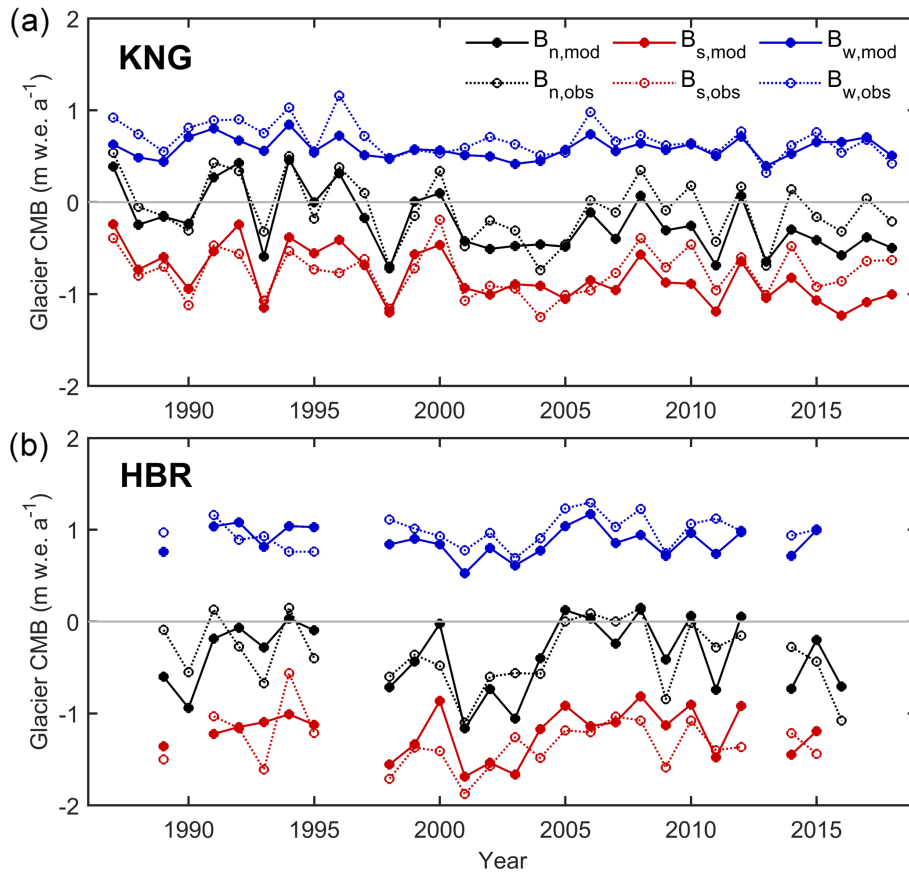 (a)
KNG
B_n,mod B_s,mod B_w,mod
B_n,obs B_s,obs B_w,obs
Glacier CMB (m w.e. a^-1)
1
0
-1
-2
1990 1995 2000 2005 2010 2015
(b)
HBR
Glacier CMB (m w.e. a^-1)
2
1
0
-1
-2
1990 1995 2000 2005 2010 2015
Year